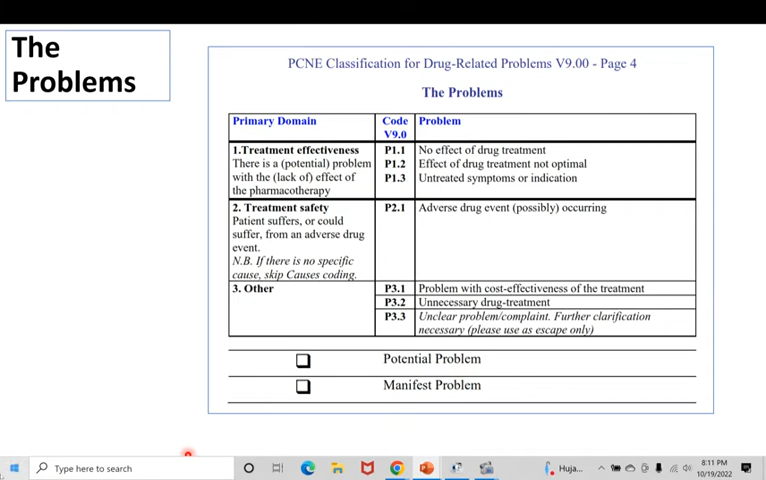 The
Problems
PCNE Classification for Drug-Related Problems V9.00 - Page 4
The Problems
Primary Domain
Code V9.0
Problem
1.Treatment effectiveness
There is a (potential) problem
with the (lack of) effect of
the pharmacotherapy
P1.1 No effect of drug treatment
P1.2 Effect of drug treatment not optimal
P1.3 Untreated symptoms or indication
2. Treatment safety
Patient suffers, or could
suffer, from an adverse drug
event.
N.B. If there is no specific
cause, skip Causes coding.
P2.1 Adverse drug event (possibly) occurring
3. Other
P3.1 Problem with cost-effectiveness of the treatment
P3.2 Unnecessary drug-treatment
P3.3 Unclear problem/complaint. Further clarification
necessary (please use as escape only)
Potential Problem
Manifest Problem
Type here to search
Huja...
8:11 PM
10/19/2022